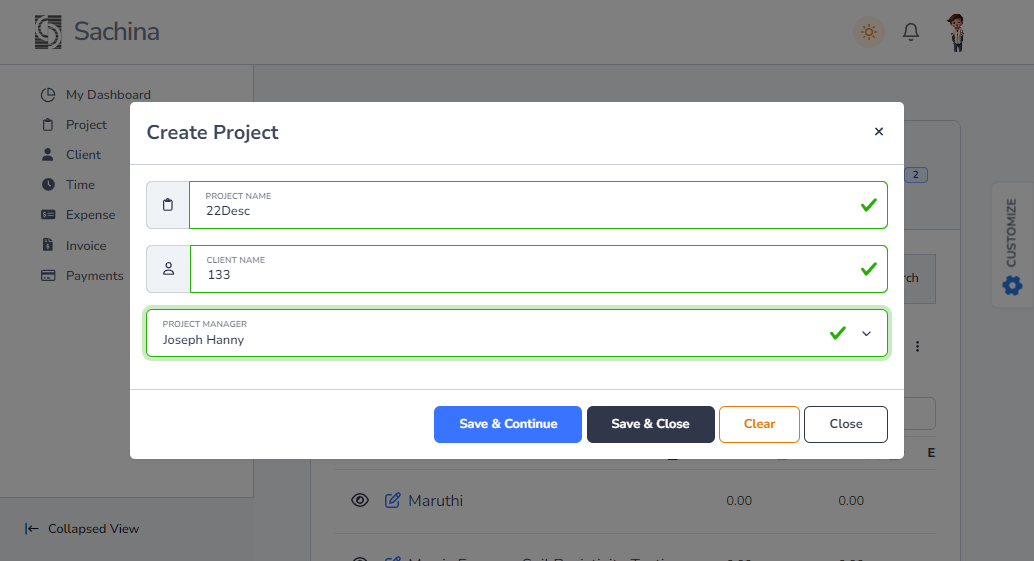 Sachina
My Dashboard
Project
Client
Time
Expense
Invoice
Payments
Collapsed View
Create Project
PROJECT NAME
22Desc
CLIENT NAME
133
PROJECT MANAGER
Joseph Hanny
Save & Continue
Save & Close
Clear
Close
2
CUSTOMIZE
rch
E
Maruthi 0.00 0.00